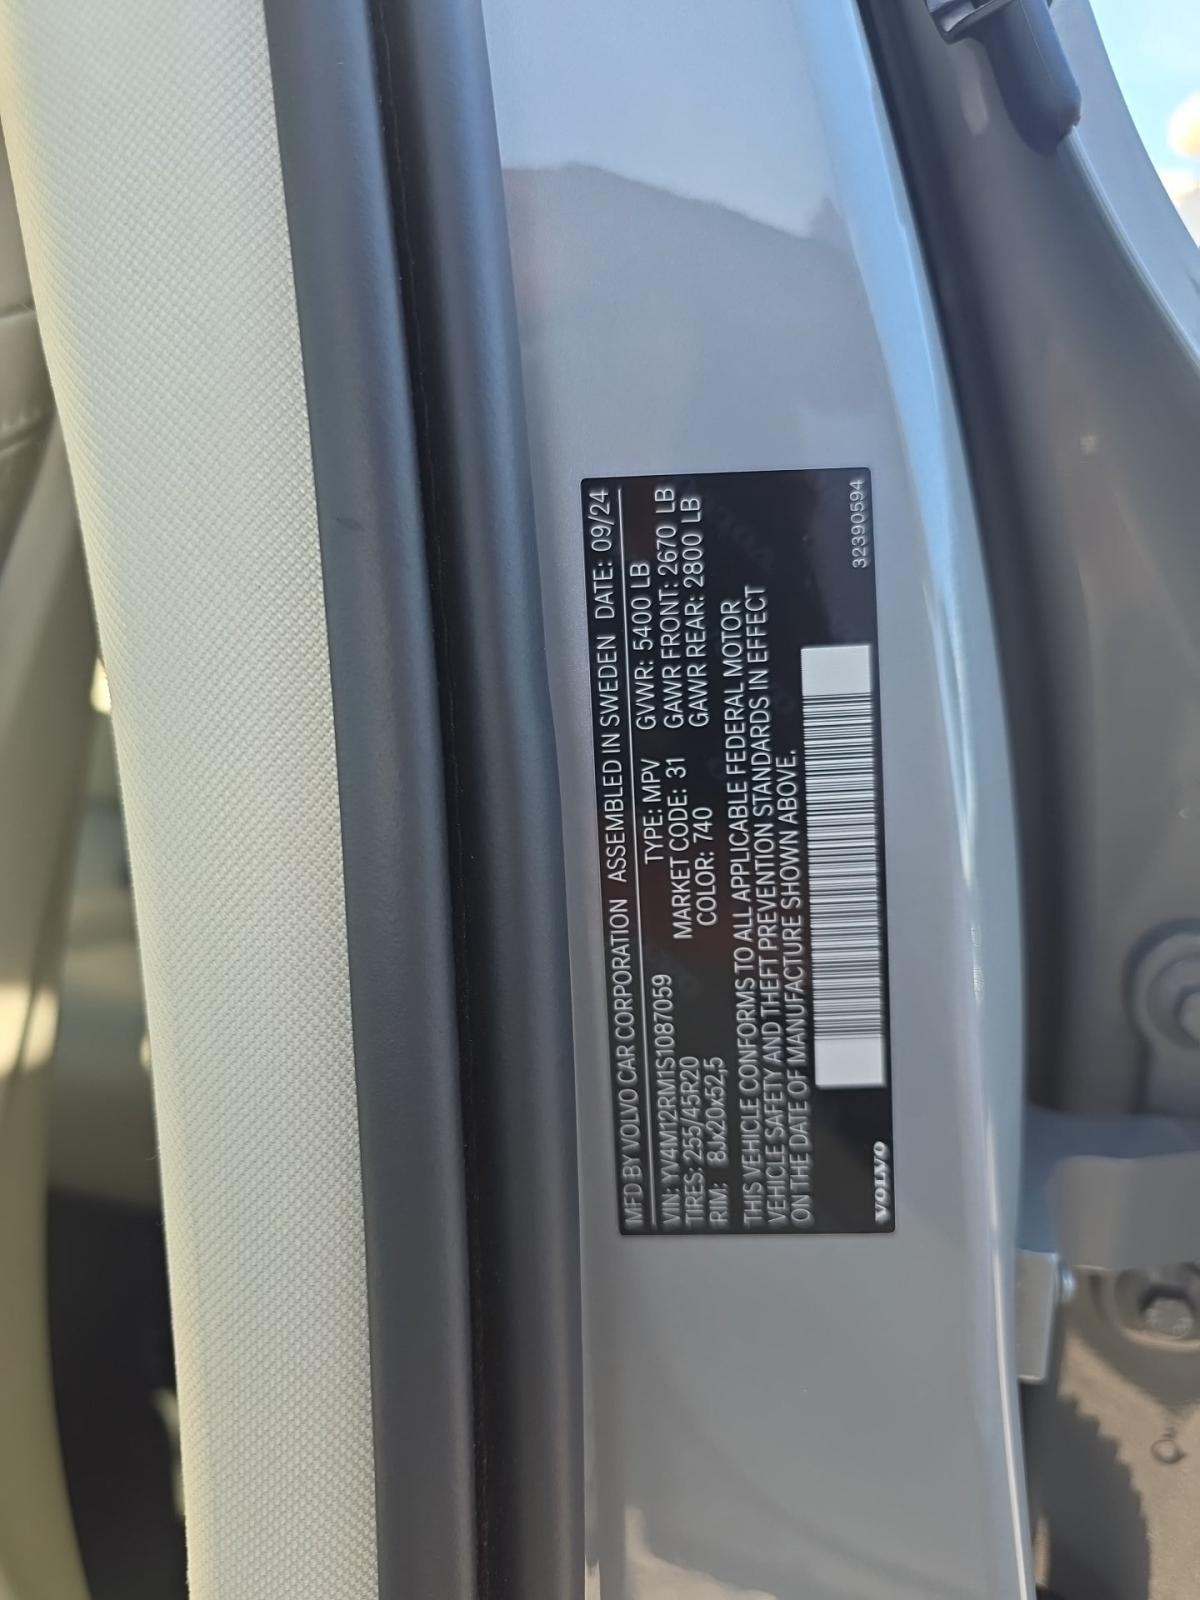 MFD BY VOLVO CAR CORPORATION ASSEMBLED IN SWEDEN DATE: 09/24
VIN: YV4M12RM1S1087059 TYPE: MPV GVWR: 5400 LB
TIRES: 255/45R20 MARKET CODE: 31 GAWR FRONT: 2670 LB
RIM: 8Jx20x52,5 COLOR: 740 GAWR REAR: 2800 LB
THIS VEHICLE CONFORMS TO ALL APPLICABLE FEDERAL MOTOR
VEHICLE SAFETY AND THEFT PREVENTION STANDARDS IN EFFECT
ON THE DATE OF MANUFACTURE SHOWN ABOVE.
VOLVO 32390594